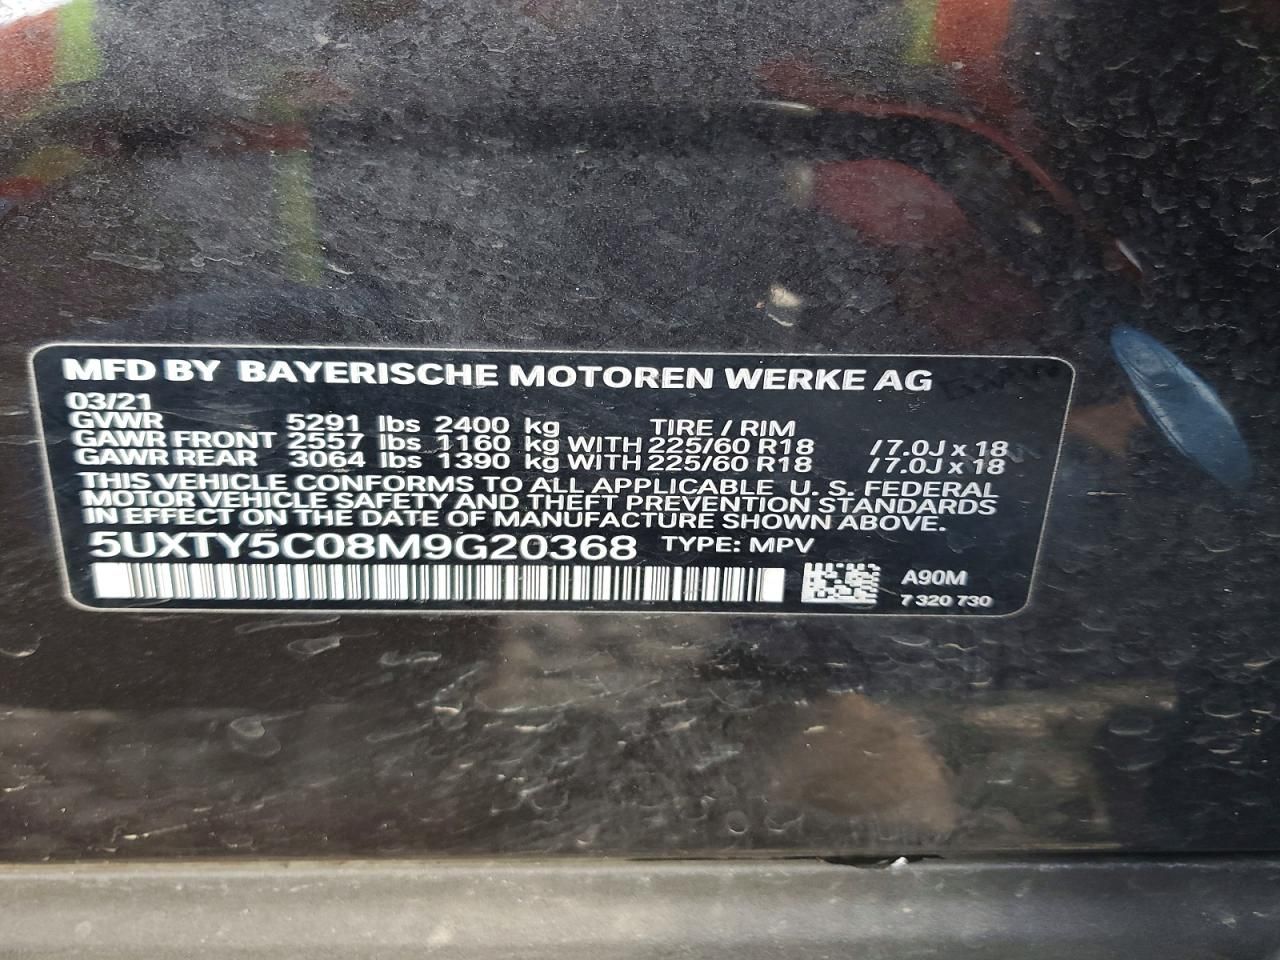 MFD BY BAYERISCHE MOTOREN WERKE AG
03/21
GVWR 5291 lbs 2400 kg TIRE / RIM
GAWR FRONT 2557 lbs 1160 kg WITH 225/60 R18 / 7.0J x 18
GAWR REAR 3064 lbs 1390 kg WITH 225/60 R18 / 7.0J x 18
THIS VEHICLE CONFORMS TO ALL APPLICABLE U. S. FEDERAL
MOTOR VEHICLE SAFETY AND THEFT PREVENTION STANDARDS
IN EFFECT ON THE DATE OF MANUFACTURE SHOWN ABOVE.
5UXTY5C08M9G20368 TYPE: MPV
A90M
7 320 730